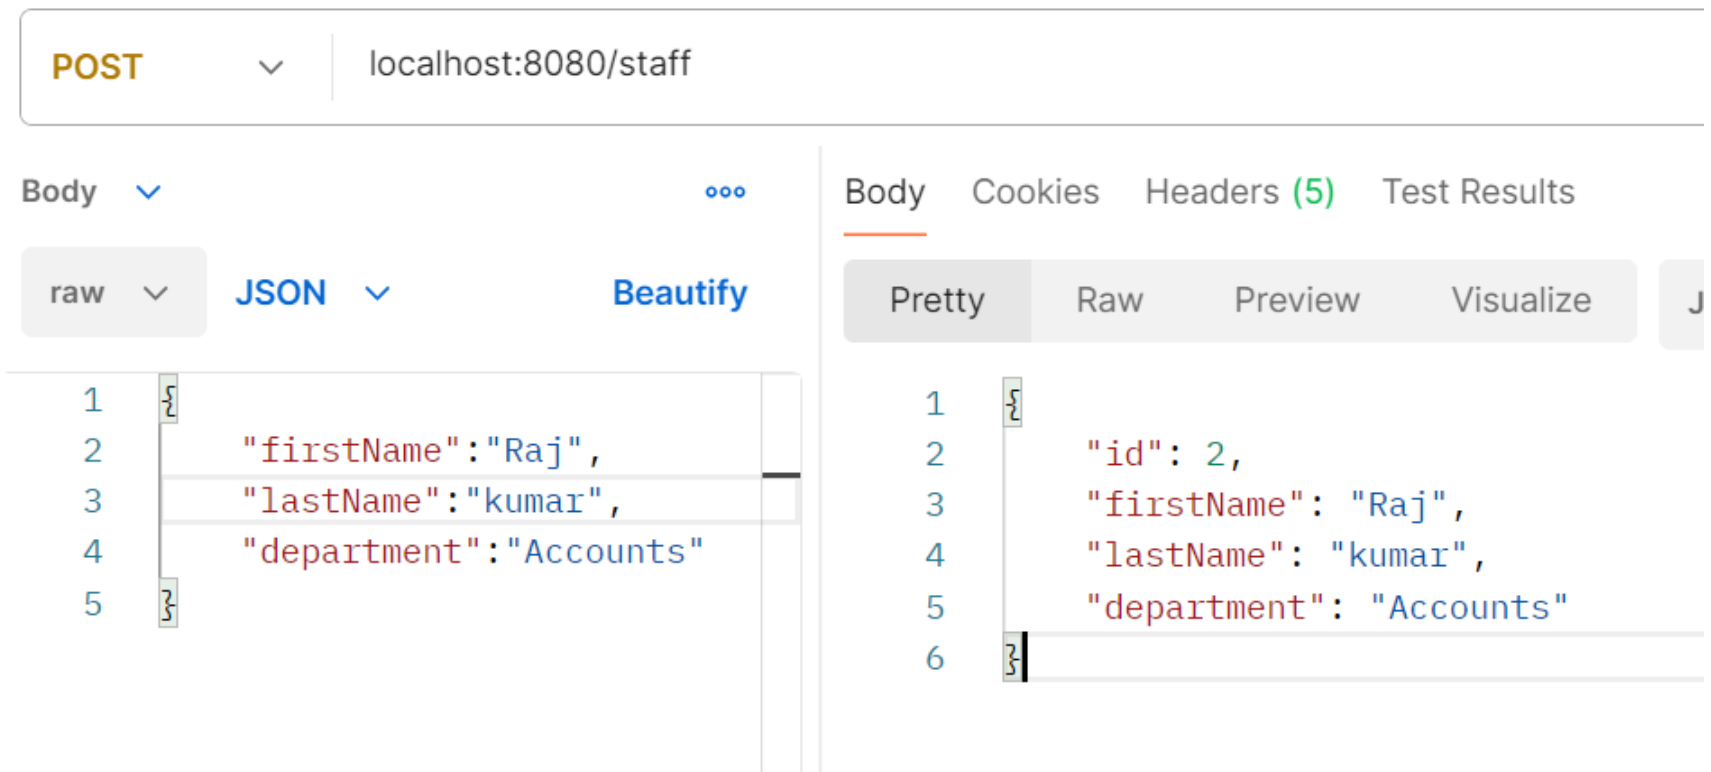 POST localhost:8080/staff
Body
raw JSON Beautify
1 {
2 "firstName":"Raj",
3 "lastName":"kumar",
4 "department":"Accounts"
5 }
Body Cookies Headers (5) Test Results
Pretty Raw Preview Visualize J
1 {
2 "id": 2,
3 "firstName": "Raj",
4 "lastName": "kumar",
5 "department": "Accounts"
6 }